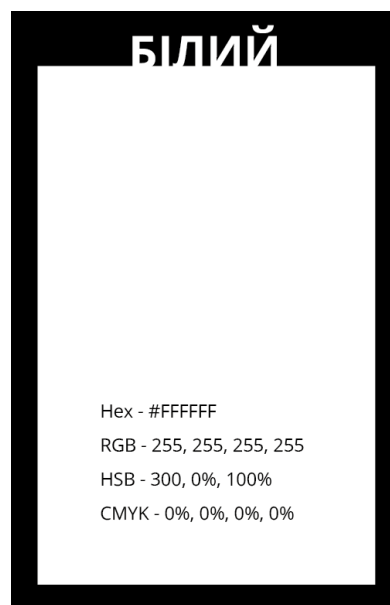 БІЛИЙ
Hex - #FFFFFF
RGB - 255, 255, 255, 255
HSB - 300, 0%, 100%
CMYK - 0%, 0%, 0%, 0%